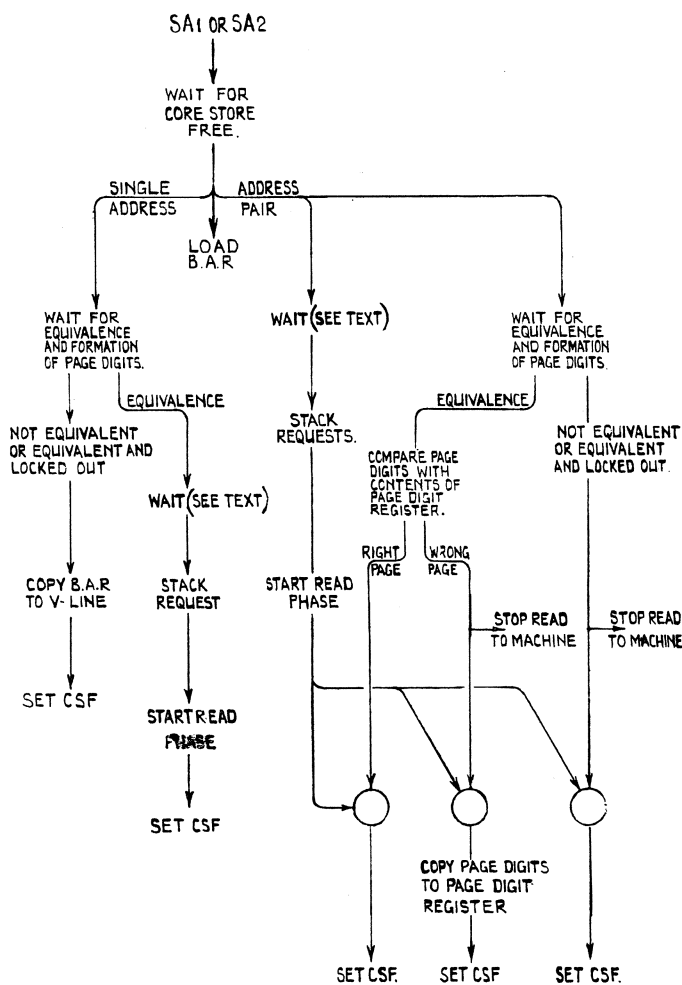 SA1 OR SA2
WAIT FOR
CORE STORE
FREE.
SINGLE
ADDRESS
ADDRESS
PAIR
LOAD
B.A.R
WAIT FOR
EQUIVALENCE
AND FORMATION
OF PAGE DIGITS.
WAIT (SEE TEXT)
WAIT FOR
EQUIVALENCE
AND FORMATION
OF PAGE DIGITS.
EQUIVALENCE
EQUIVALENCE
NOT EQUIVALENT
OR EQUIVALENT AND
LOCKED OUT
STACK
REQUESTS.
NOT EQUIVALENT
OR EQUIVALENT
AND LOCKED OUT.
COMPARE PAGE
DIGITS WITH
CONTENTS OF
PAGE DIGIT
REGISTER.
WAIT (SEE TEXT)
RIGHT
PAGE
WRONG
PAGE
COPY B.A.R
TO V-LINE
STACK
REQUEST
START READ
PHASE
STOP READ
TO MACHINE
STOP READ
TO MACHINE
SET CSF
START READ
PHASE
SET CSF
COPY PAGE DIGITS
TO PAGE DIGIT
REGISTER
SET CSF.
SET CSF
SET CSF.